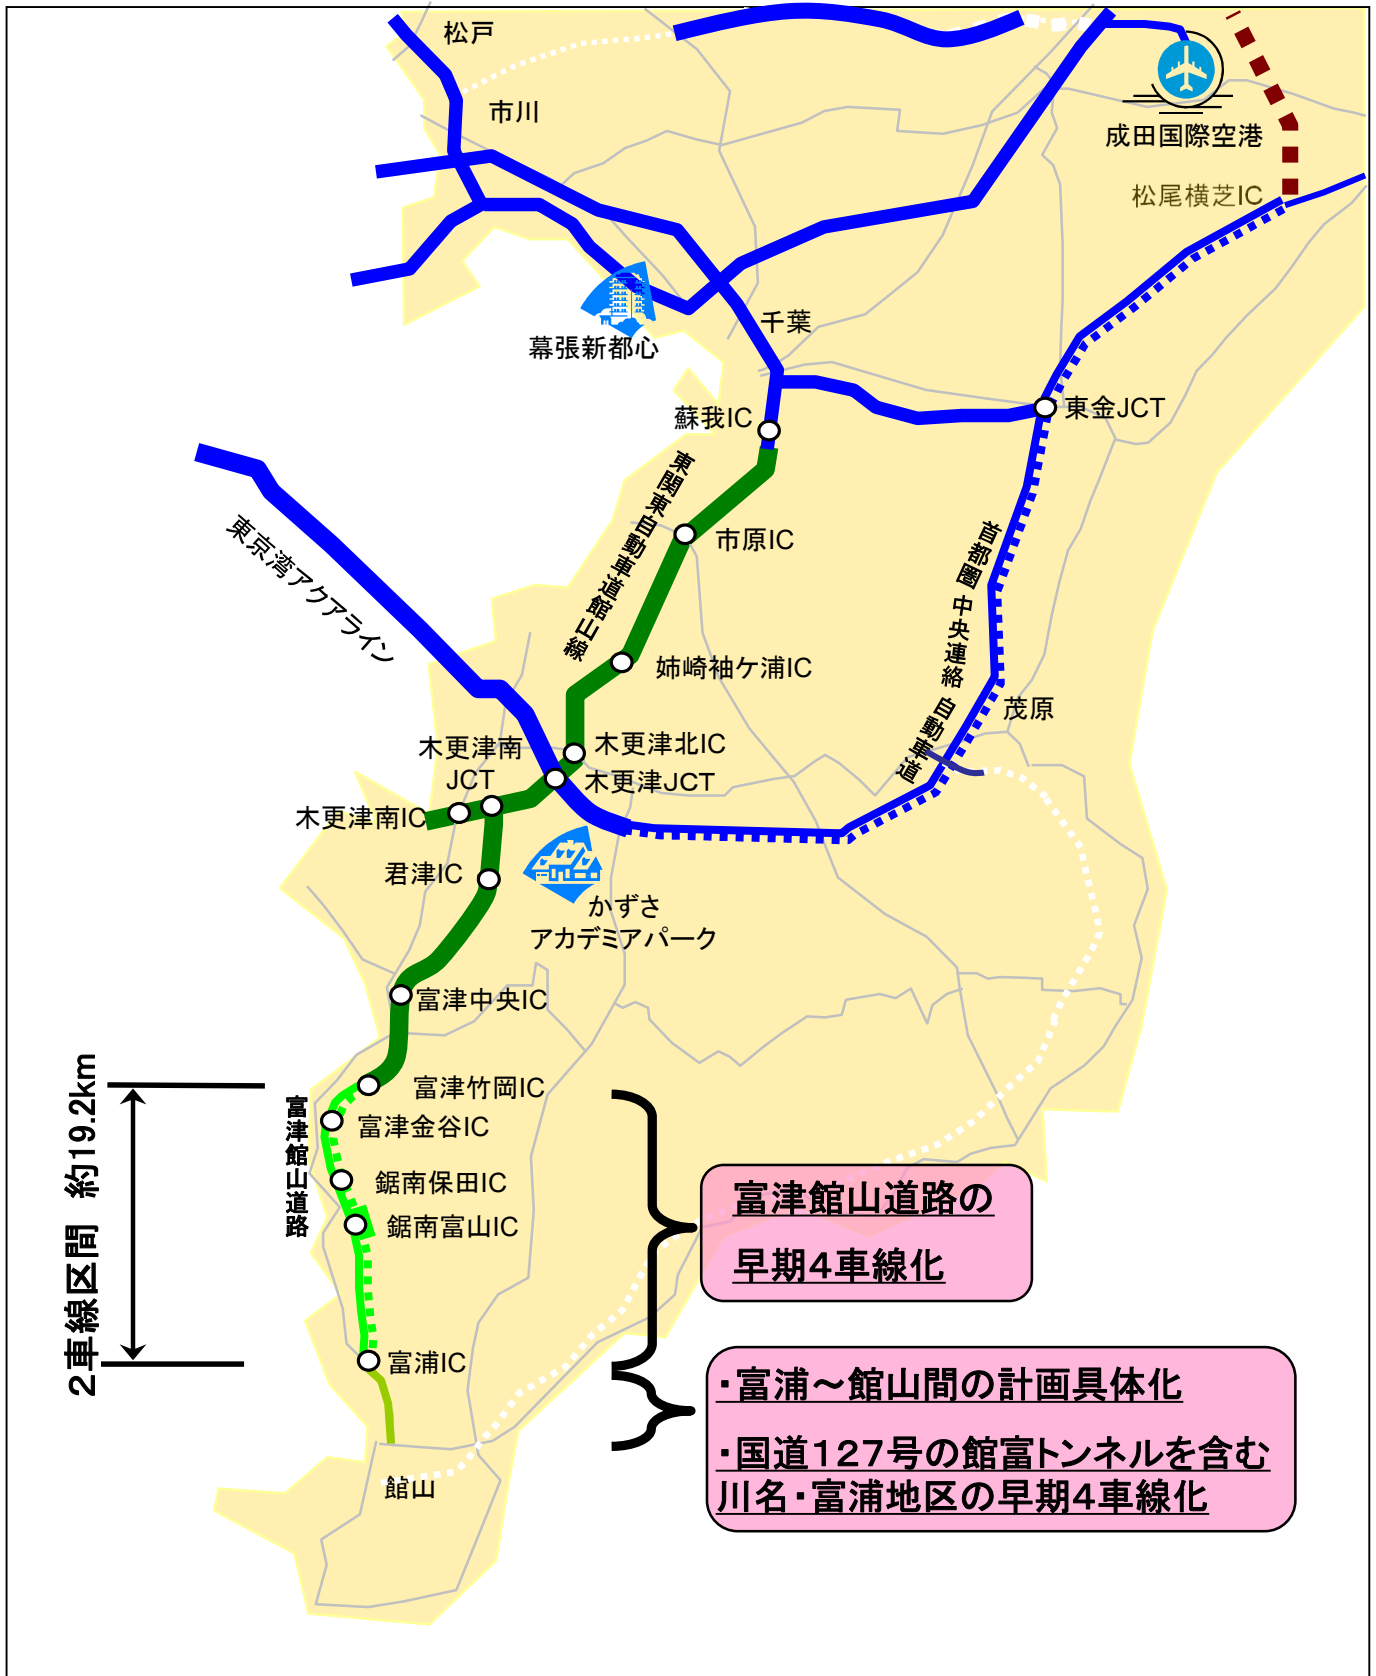 松戸
市川
成田国際空港
松尾横芝IC
千葉
幕張新都心
東金JCT
蘇我IC
東関東自動車道館山線
東京湾アクアライン
市原IC
首都圏 中央連絡 自動車道
姉崎袖ケ浦IC
茂原
木更津北IC
木更津南
JCT
木更津JCT
木更津南IC
君津IC
かずさ
アカデミアパーク
富津中央IC
富津竹岡IC
富津金谷IC
富津館山道路
鋸南保田IC
鋸南富山IC
2車線区間 約19.2km
富津館山道路の
早期4車線化
富浦IC
・富浦~館山間の計画具体化
・国道127号の館富トンネルを含む
川名・富浦地区の早期4車線化
館山